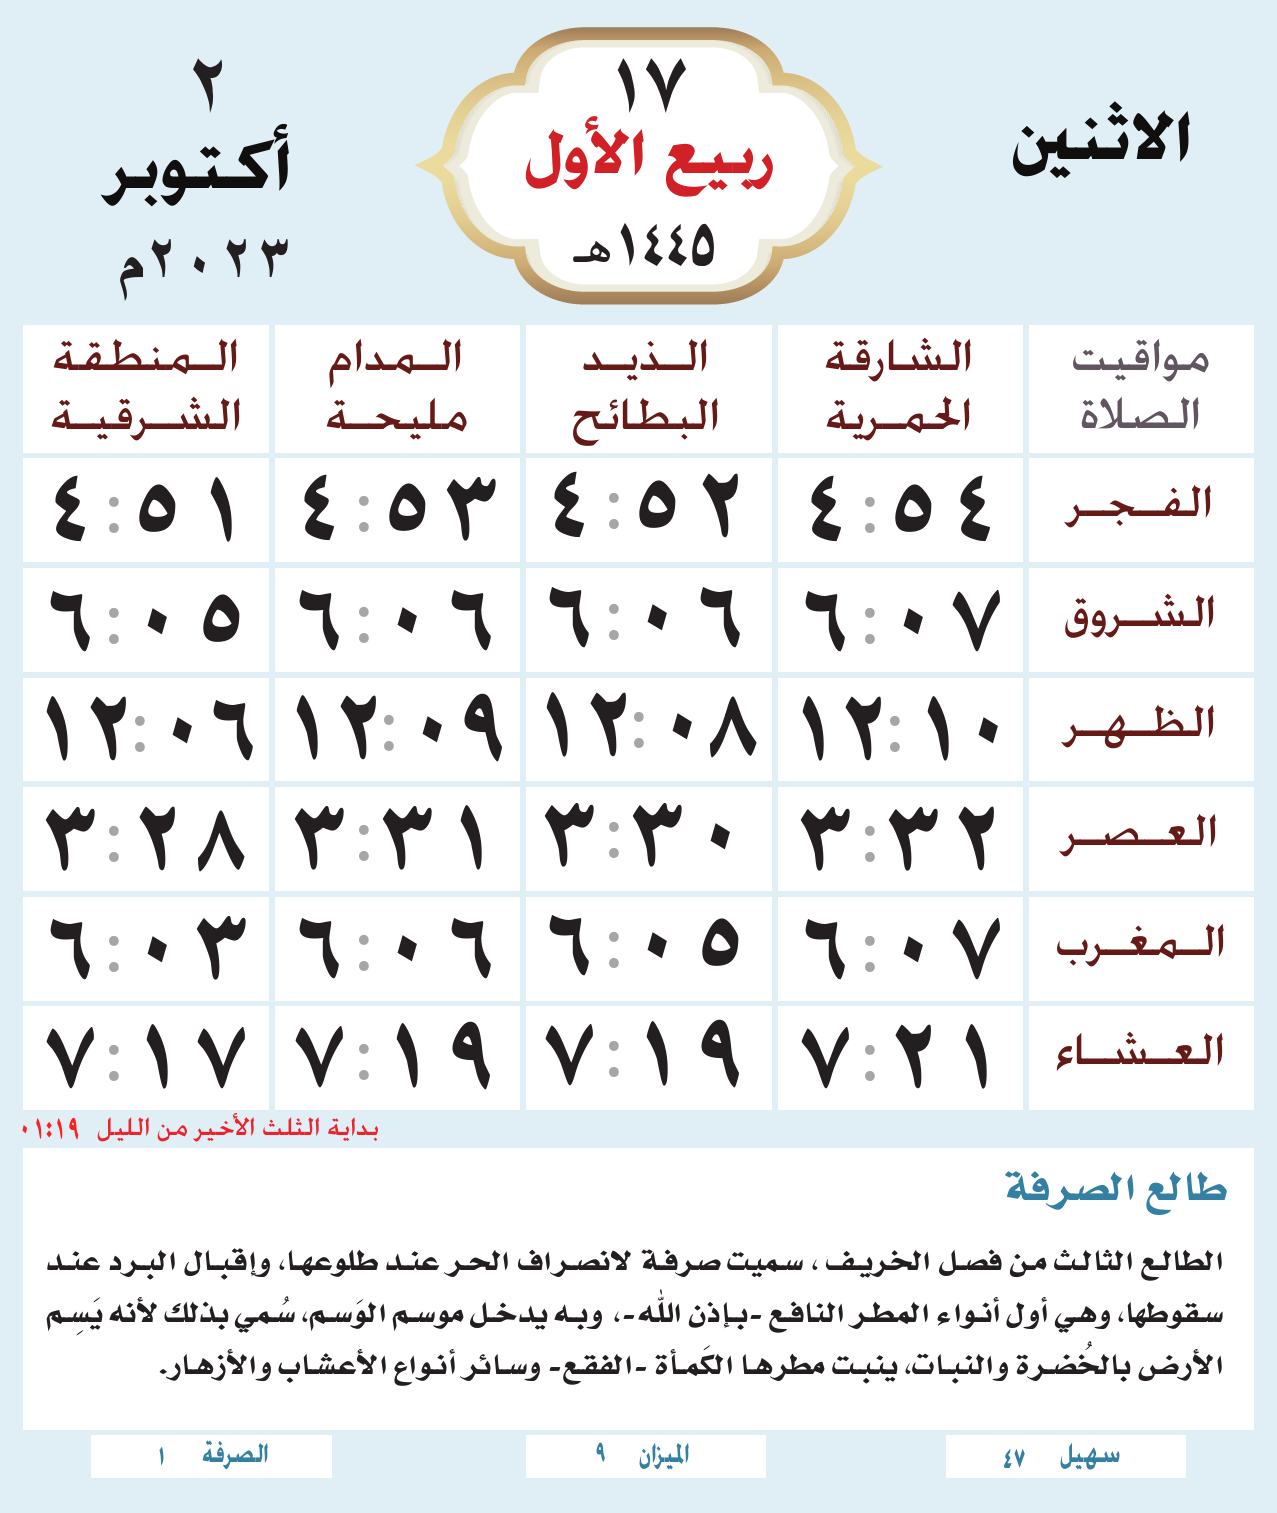 الاثنين
١٧
ربيع الأول
١٤٤٥هـ
٢
أكتوبر
٢٠٢٣م
مواقيت الصلاة
الشارقة الحمرية
الذيد البطائح
المدام مليحة
المنطقة الشرقية
الفجر ٤:٥٤ ٤:٥٢ ٤:٥٣ ٤:٥١
الشروق ٦:٠٧ ٦:٠٦ ٦:٠٦ ٦:٠٥
الظهر ١٢:١٠ ١٢:٠٨ ١٢:٠٩ ١٢:٠٦
العصر ٣:٣٢ ٣:٣٠ ٣:٣١ ٣:٢٨
المغرب ٦:٠٧ ٦:٠٥ ٦:٠٦ ٦:٠٣
العشاء ٧:٢١ ٧:١٩ ٧:١٩ ٧:١٧
بداية الثلث الأخير من الليل ٠١:١٩
طالع الصرفة
الطالع الثالث من فصل الخريف ، سميت صرفة لانصراف الحر عند طلوعها، وإقبال البرد عند
سقوطها، وهي أول أنواء المطر النافع -بإذن الله-، وبه يدخل موسم الوَسم، سُمي بذلك لأنه يَسِم
الأرض بالخُضرة والنبات، ينبت مطرها الكَمأة -الفقع- وسائر أنواع الأعشاب والأزهار.
سهيل ٤٧
الميزان ٩
الصرفة ١